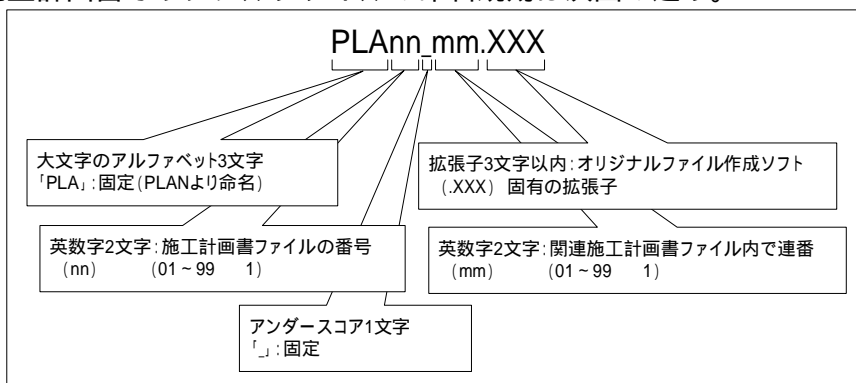 PLAnn_mm.XXX
大文字のアルファベット3文字
「PLA」:固定(PLANより命名)
拡張子3文字以内:オリジナルファイル作成ソフト
(.XXX) 固有の拡張子
英数字2文字:施工計画書ファイルの番号
(nn) (01~99 1)
英数字2文字:関連施工計画書ファイル内で連番
(mm) (01~99 1)
アンダースコア1文字
「_」:固定